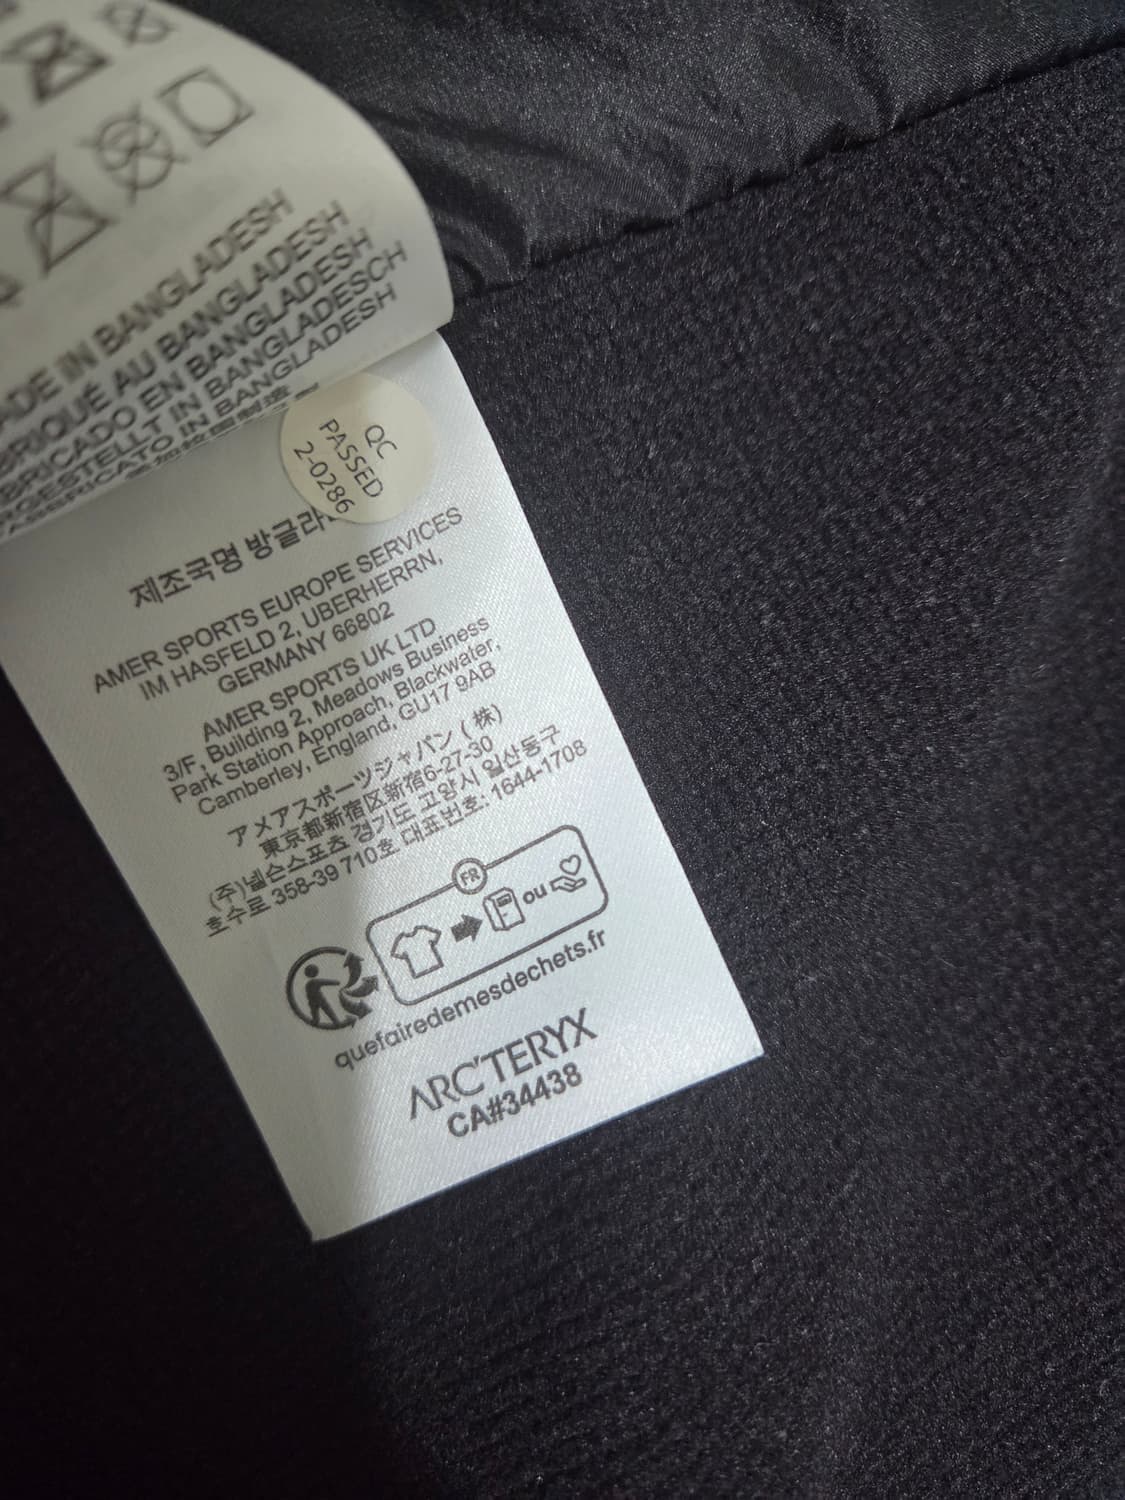 MADE IN BANGLADESH
FABRIQUÉ AU BANGLADESH
FABRICADO EN BANGLADESH
HERGESTELLT IN BANGLADESCH
IN BANGLADESH
QC
PASSED
2-0286
제조국명
AMER SPORTS EUROPE SERVICES
IM HASFELD 2, UBERHERRN,
GERMANY 66802
AMER SPORTS UK LTD
3/F, Building 2, Meadows Business
Park Station Approach, Blackwater,
Camberley, England, GU17 9AB
アメアスポーツジャパン (株)
東京都新宿区新宿6-27-30
(주)넬슨스포츠 경기도 고양시 일산동구
호수로 358-39 710호 대표번호: 1644-1708
FR
ou
quefairedemesdechets.fr
ARC'TERYX
CA#34438